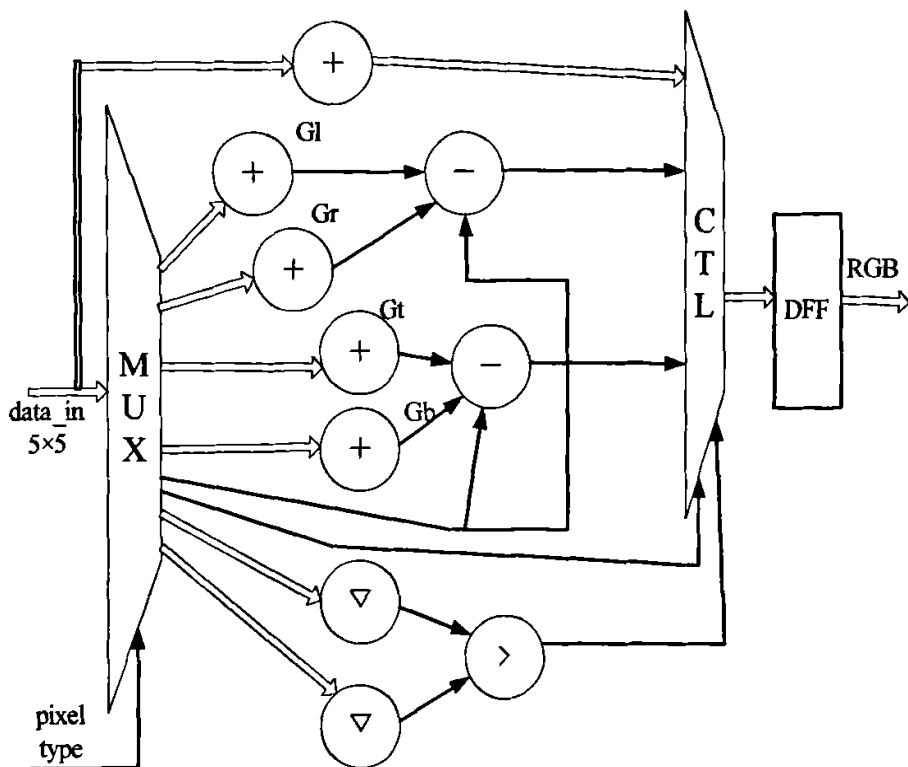 +
Gl
+
−
Gr
+
Gt
+
−
Gb
+
M
U
X
data_in
5×5
C
T
L
DFF
RGB
▽
>
▽
pixel
type